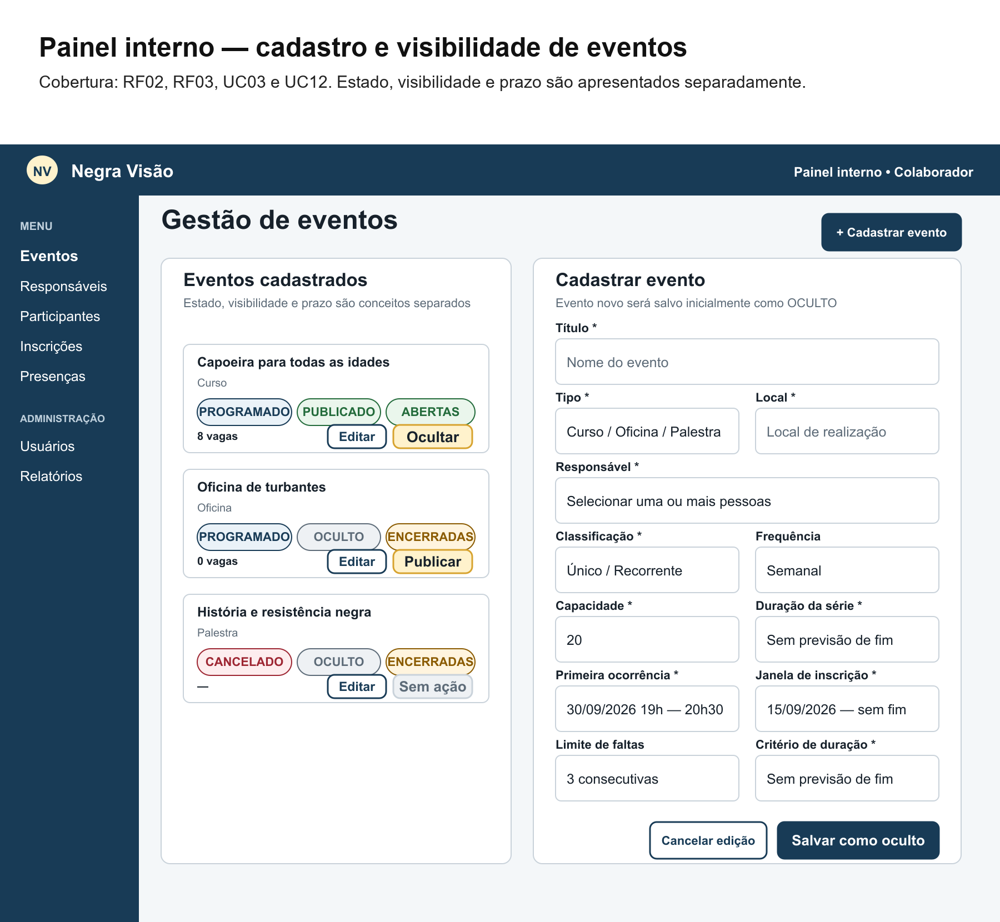 Painel interno — cadastro e visibilidade de eventos
Cobertura: RF02, RF03, UC03 e UC12. Estado, visibilidade e prazo são apresentados separadamente.
NV
Negra Visão
Painel interno • Colaborador
MENU
Eventos
Responsáveis
Participantes
Inscrições
Presenças
ADMINISTRAÇÃO
Usuários
Relatórios
Gestão de eventos
+ Cadastrar evento
Eventos cadastrados
Estado, visibilidade e prazo são conceitos separados
Capoeira para todas as idades
Curso
PROGRAMADO PUBLICADO ABERTAS
8 vagas Editar Ocultar
Oficina de turbantes
Oficina
PROGRAMADO OCULTO ENCERRADAS
0 vagas Editar Publicar
História e resistência negra
Palestra
CANCELADO OCULTO ENCERRADAS
— Editar Sem ação
Cadastrar evento
Evento novo será salvo inicialmente como OCULTO
Título *
Nome do evento
Tipo * Local *
Curso / Oficina / Palestra Local de realização
Responsável *
Selecionar uma ou mais pessoas
Classificação * Frequência
Único / Recorrente Semanal
Capacidade * Duração da série *
20 Sem previsão de fim
Primeira ocorrência * Janela de inscrição *
30/09/2026 19h — 20h30 15/09/2026 — sem fim
Limite de faltas Critério de duração *
3 consecutivas Sem previsão de fim
Cancelar edição Salvar como oculto